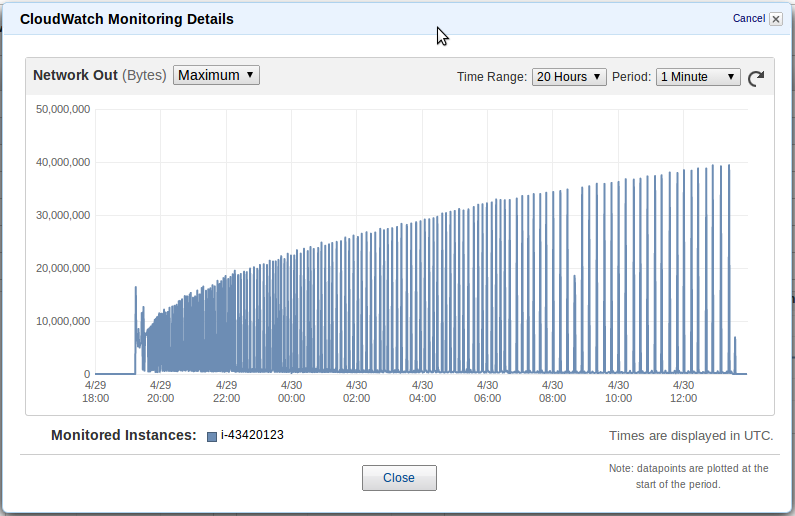 CloudWatch Monitoring Details
Cancel
Network Out (Bytes) Maximum
Time Range: 20 Hours Period: 1 Minute
50,000,000
40,000,000
30,000,000
20,000,000
10,000,000
0
4/29 4/29 4/29 4/30 4/30 4/30 4/30 4/30 4/30 4/30
18:00 20:00 22:00 00:00 02:00 04:00 06:00 08:00 10:00 12:00
Monitored Instances: i-43420123
Times are displayed in UTC.
Close
Note: datapoints are plotted at the
start of the period.